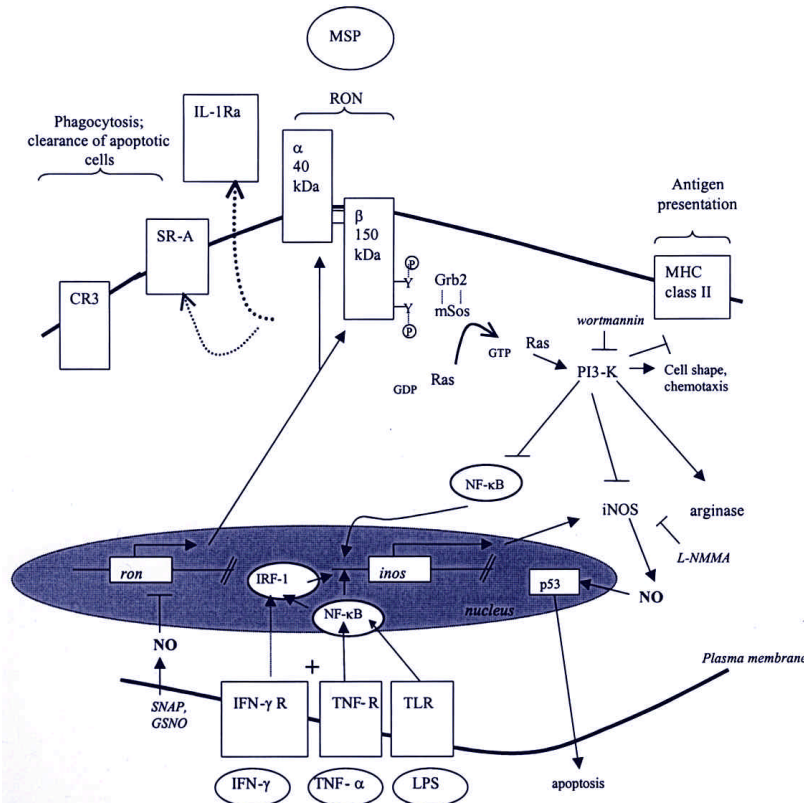 MSP
RON
IL-1Ra
Phagocytosis;
clearance of apoptotic
cells
α
40
kDa
Antigen
presentation
SR-A
β
150
kDa
MHC
class II
CR3
P
Y
Y
P
Grb2
mSos
wortmannin
GTP
Ras
PI3-K
Cell shape,
chemotaxis
GDP
Ras
NF-κB
iNOS
arginase
L-NMMA
ron
IRF-1
inos
p53
NO
NF-κB
nucleus
NO
+
Plasma membrane
SNAP,
GSNO
IFN-γ R
TNF-R
TLR
IFN-γ
TNF- α
LPS
apoptosis